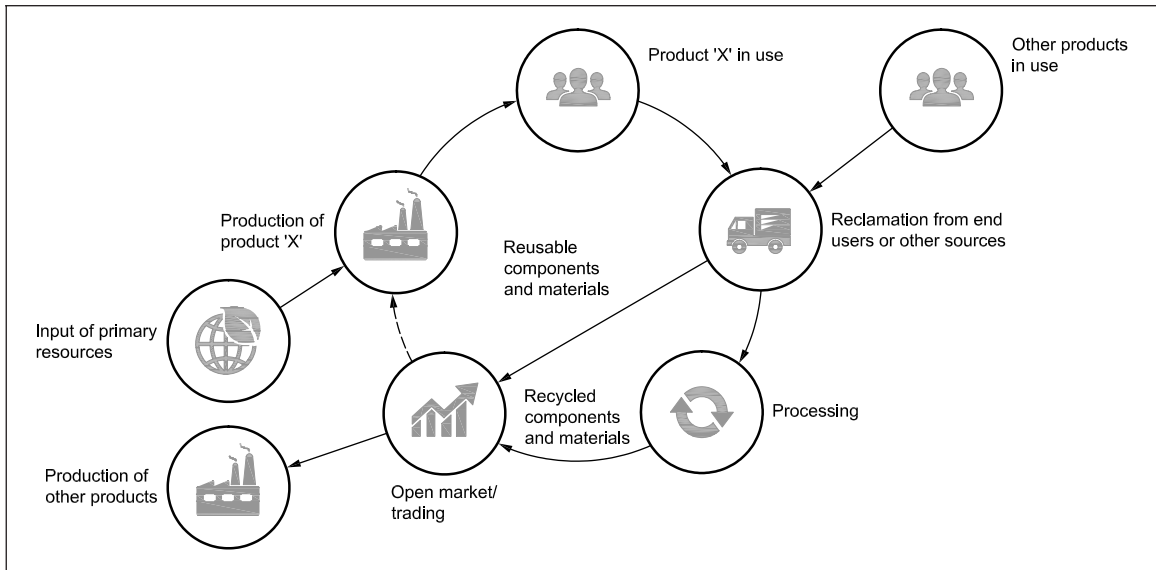 Product 'X' in use
Other products
in use
Production of
product 'X'
Reclamation from end
users or other sources
Reusable
components
and materials
Input of primary
resources
Recycled
components
and materials
Processing
Production of
other products
Open market/
trading